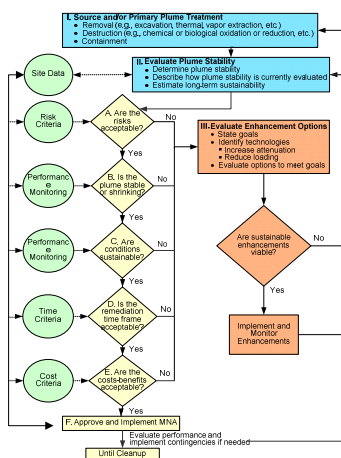 I. Source and/or Primary Plume Treatment
• Removal (e.g., excavation, thermal, vapor extraction, etc.)
• Destruction (e.g., chemical or biological oxidation or reduction, etc.)
• Containment
Site Data
II. Evaluate Plume Stability
• Determine plume stability
• Describe how plume stability is currently evaluated
• Estimate long-term sustainability
Risk
Criteria
A. Are the
risks
acceptable?
No
Yes
III. Evaluate Enhancement Options
• State goals
• Identify technologies
▪ Increase attenuation
▪ Reduce loading
• Evaluate options to meet goals
Performanc
e
Monitoring
B. Is the
plume stable
or shrinking?
No
Yes
Performanc
e
Monitoring
C. Are
conditions
sustainable?
No
Yes
Are sustainable
enhancements
viable?
No
Yes
Time
Criteria
D. Is the
remediation
time frame
acceptable?
No
Yes
Implement and
Monitor
Enhancements
Cost
Criteria
E. Are the
costs-benefits
acceptable?
No
Yes
F. Approve and Implement MNA
Evaluate performance and
implement contingencies if needed
Until Cleanup